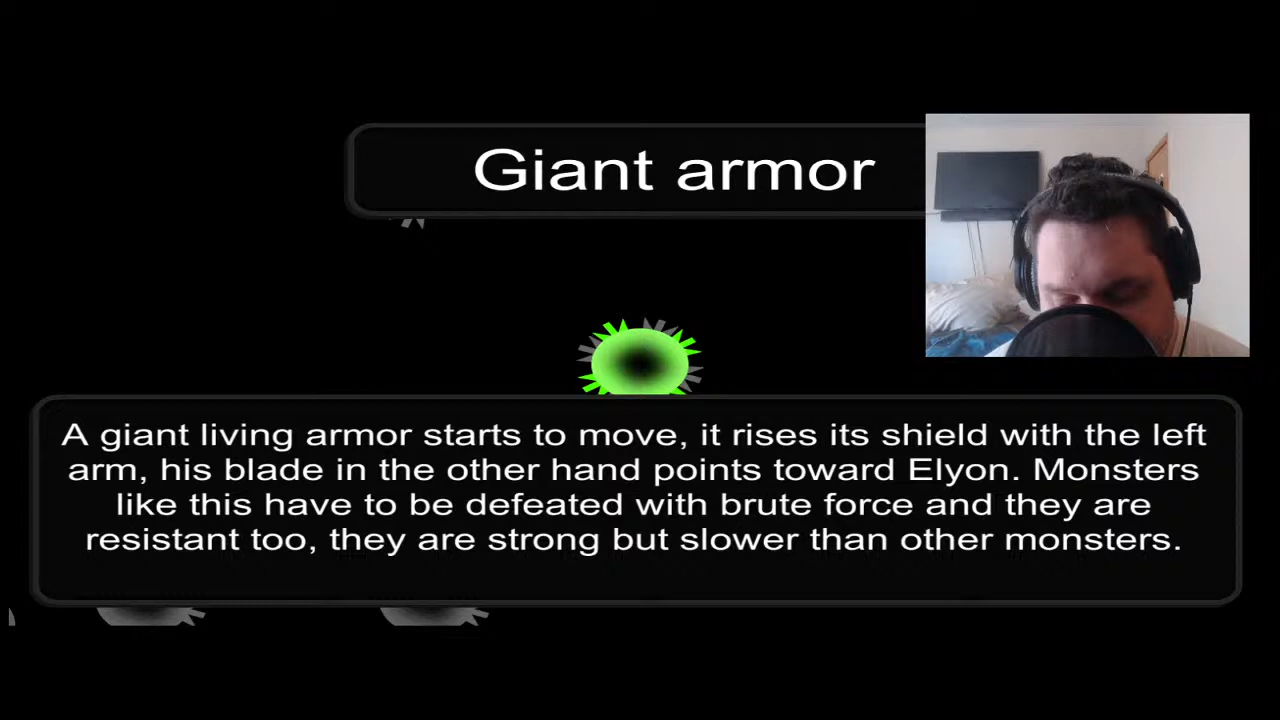 Giant armor
A giant living armor starts to move, it rises its shield with the left
arm, his blade in the other hand points toward Elyon. Monsters
like this have to be defeated with brute force and they are
resistant too, they are strong but slower than other monsters.